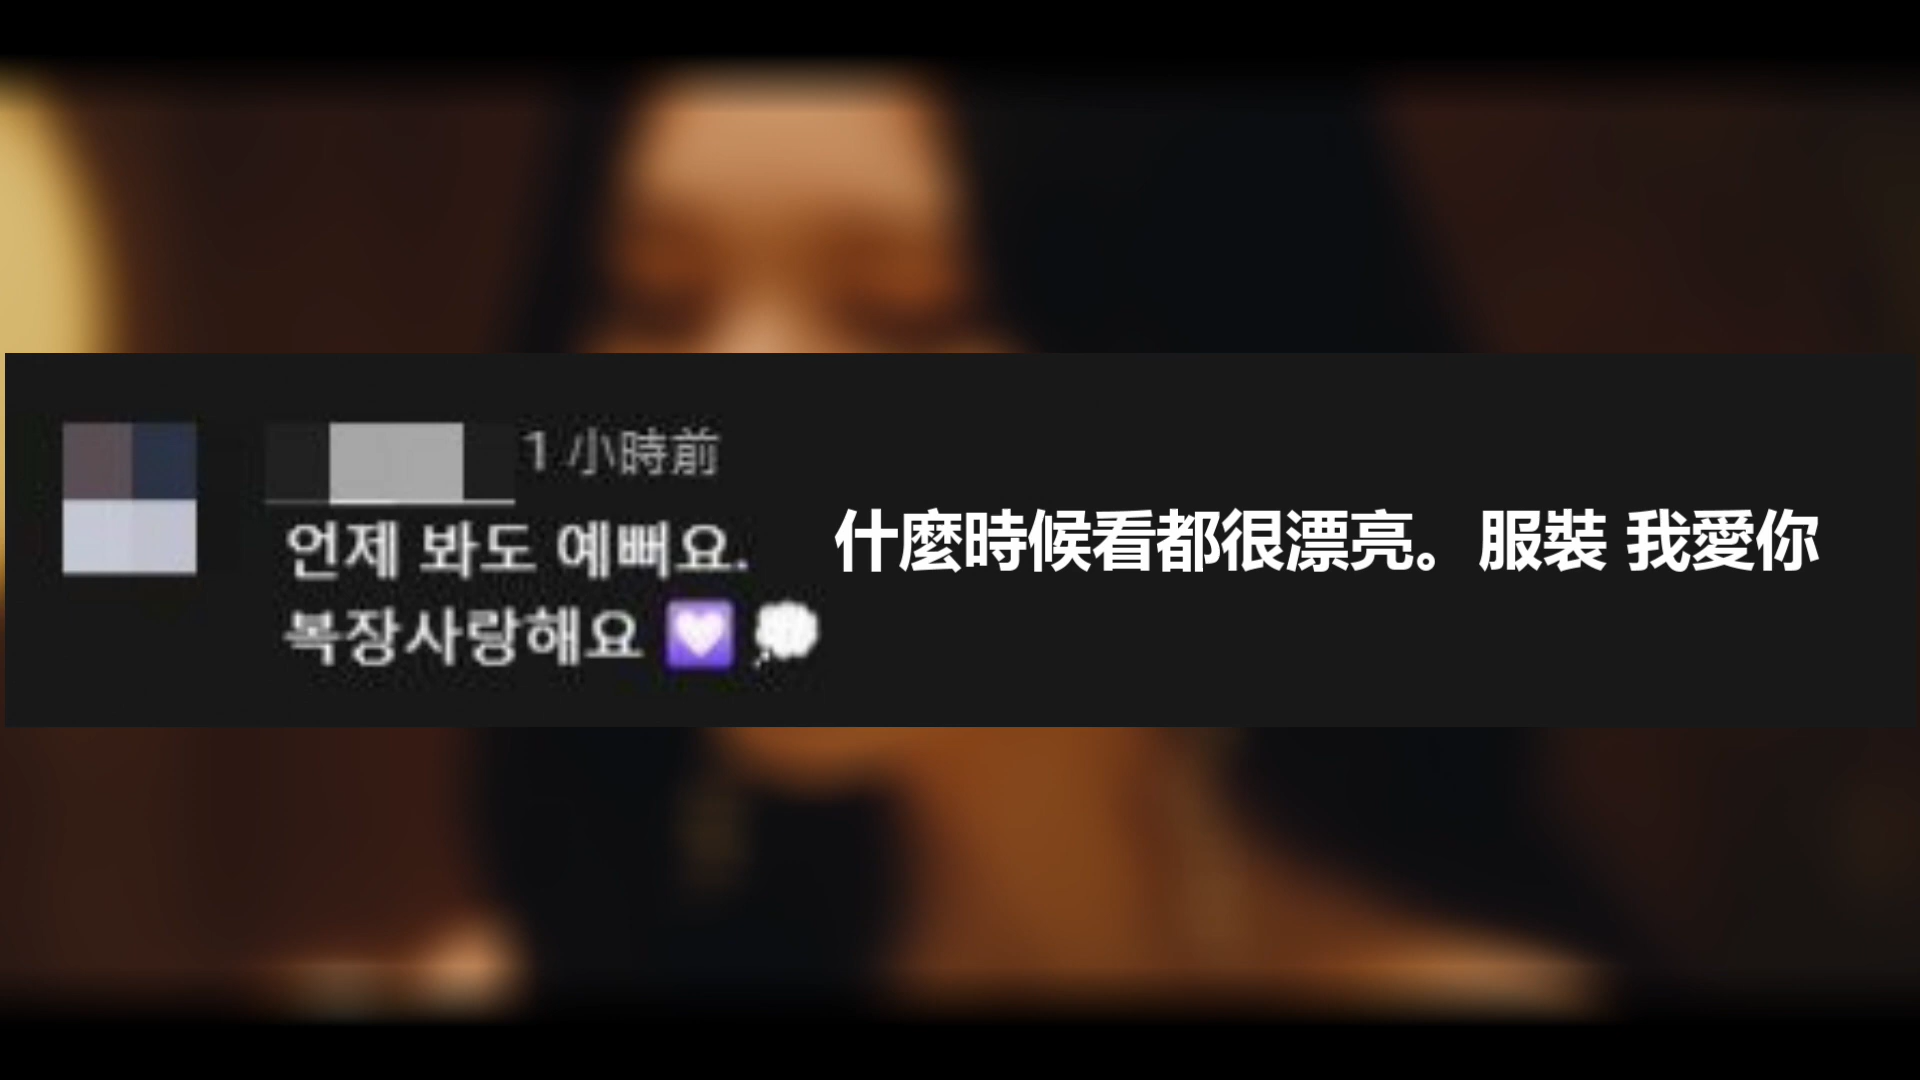 1 小時前
언제 봐도 예뻐요.
복장사랑해요 💟 💭
什麼時候看都很漂亮。服裝 我愛你